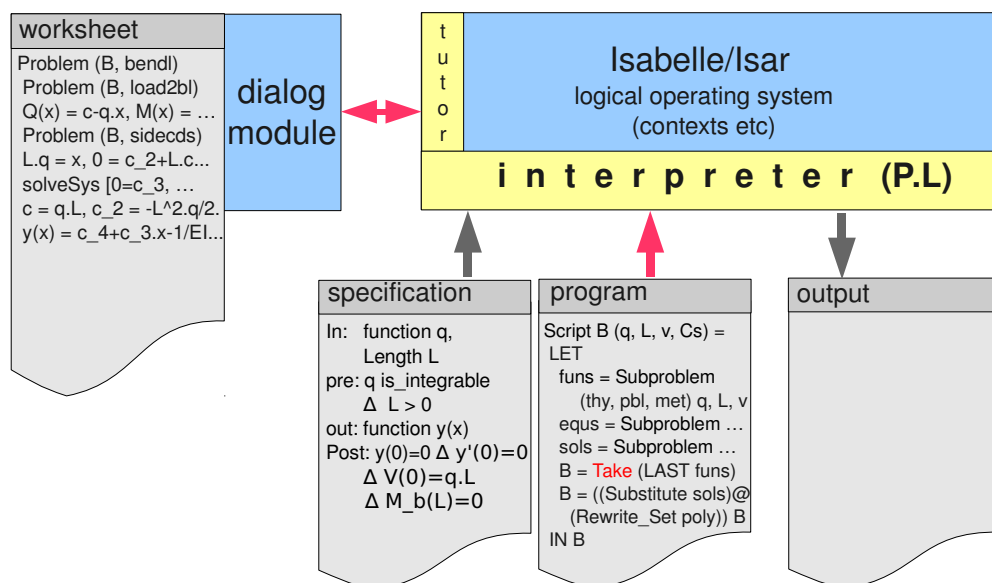 worksheet
Problem (B, bendl)
Problem (B, load2bl)
Q(x) = c-q.x, M(x) = …
Problem (B, sidecds)
L.q = x, 0 = c_2+L.c...
solveSys [0=c_3, …
c = q.L, c_2 = -L^2.q/2.
y(x) = c_4+c_3.x-1/EI...
dialog
module
tutor
Isabelle/Isar
logical operating system
(contexts etc)
interpreter (P.L)
specification
In: function q,
Length L
pre: q is_integrable
Δ L > 0
out: function y(x)
Post: y(0)=0 Δ y'(0)=0
Δ V(0)=q.L
Δ M_b(L)=0
program
Script B (q, L, v, Cs) =
LET
funs = Subproblem
(thy, pbl, met) q, L, v
equs = Subproblem …
sols = Subproblem …
B = Take (LAST funs)
B = ((Substitute sols)@
(Rewrite_Set poly)) B
IN B
output